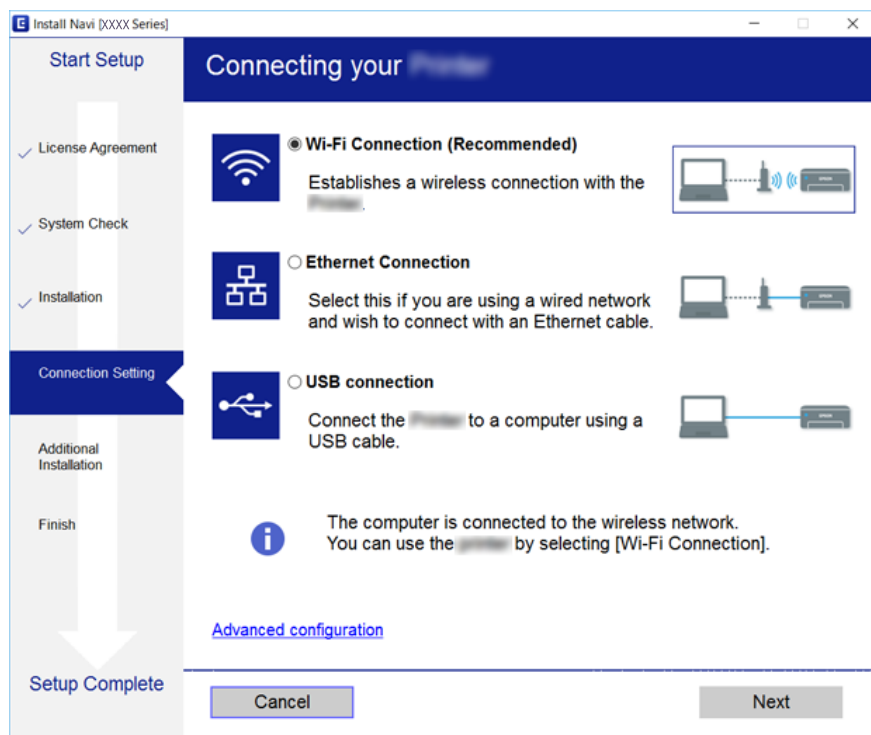 Install Navi [XXXX Series]
Start Setup
License Agreement
System Check
Installation
Connection Setting
Additional
Installation
Finish
Setup Complete
Connecting your
Wi-Fi Connection (Recommended)
Establishes a wireless connection with the
.
Ethernet Connection
Select this if you are using a wired network
and wish to connect with an Ethernet cable.
USB connection
Connect the to a computer using a
USB cable.
The computer is connected to the wireless network.
You can use the by selecting [Wi-Fi Connection].
Advanced configuration
Cancel
Next